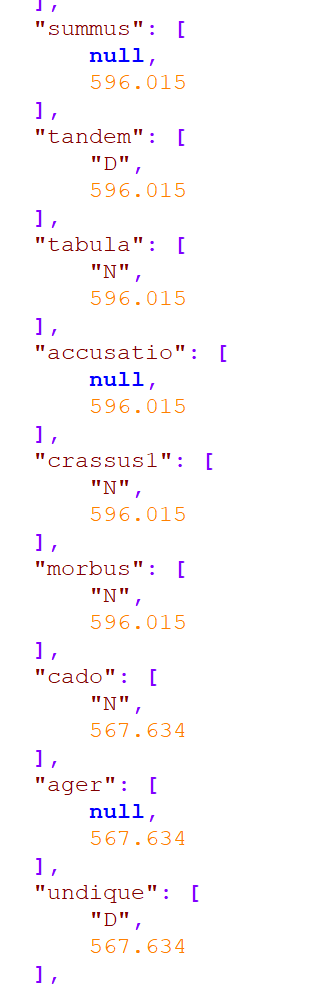 ],
"summus": [
null,
596.015
],
"tandem": [
"D",
596.015
],
"tabula": [
"N",
596.015
],
"accusatio": [
null,
596.015
],
"crassus1": [
"N",
596.015
],
"morbus": [
"N",
596.015
],
"cado": [
"N",
567.634
],
"ager": [
null,
567.634
],
"undique": [
"D",
567.634
],